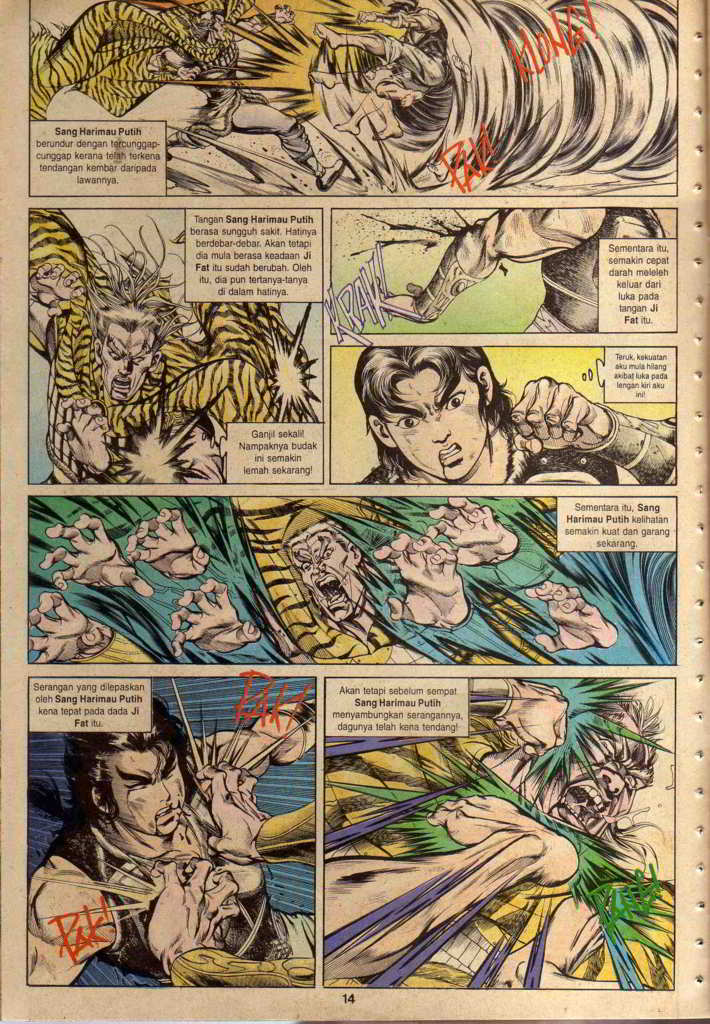 KLONG!
Sang Harimau Putih
berundur dengan tercunggap-
cunggap kerana telah terkena
tendangan kembar daripada
lawannya.
PAK!
Tangan Sang Harimau Putih
berasa sungguh sakit. Hatinya
berdebar-debar. Akan tetapi
dia mula berasa keadaan Ji
Fat itu sudah berubah. Oleh
itu, dia pun tertanya-tanya
di dalam hatinya.
Ganjil sekali!
Nampaknya budak
ini semakin
lemah sekarang!
Sementara itu,
semakin cepat
darah meleleh
keluar dari
luka pada
tangan Ji
Fat itu.
KRAK!
Teruk, kekuatan
aku mula hilang
akibat luka pada
lengan kiri aku
ini!
Sementara itu, Sang
Harimau Putih kelihatan
semakin kuat dan garang
sekarang.
Serangan yang dilepaskan
oleh Sang Harimau Putih
kena tepat pada dada Ji
Fat itu.
PAK!
PAK!
Akan tetapi sebelum sempat
Sang Harimau Putih
menyambungkan serangannya,
dagunya telah kena tendang!
14